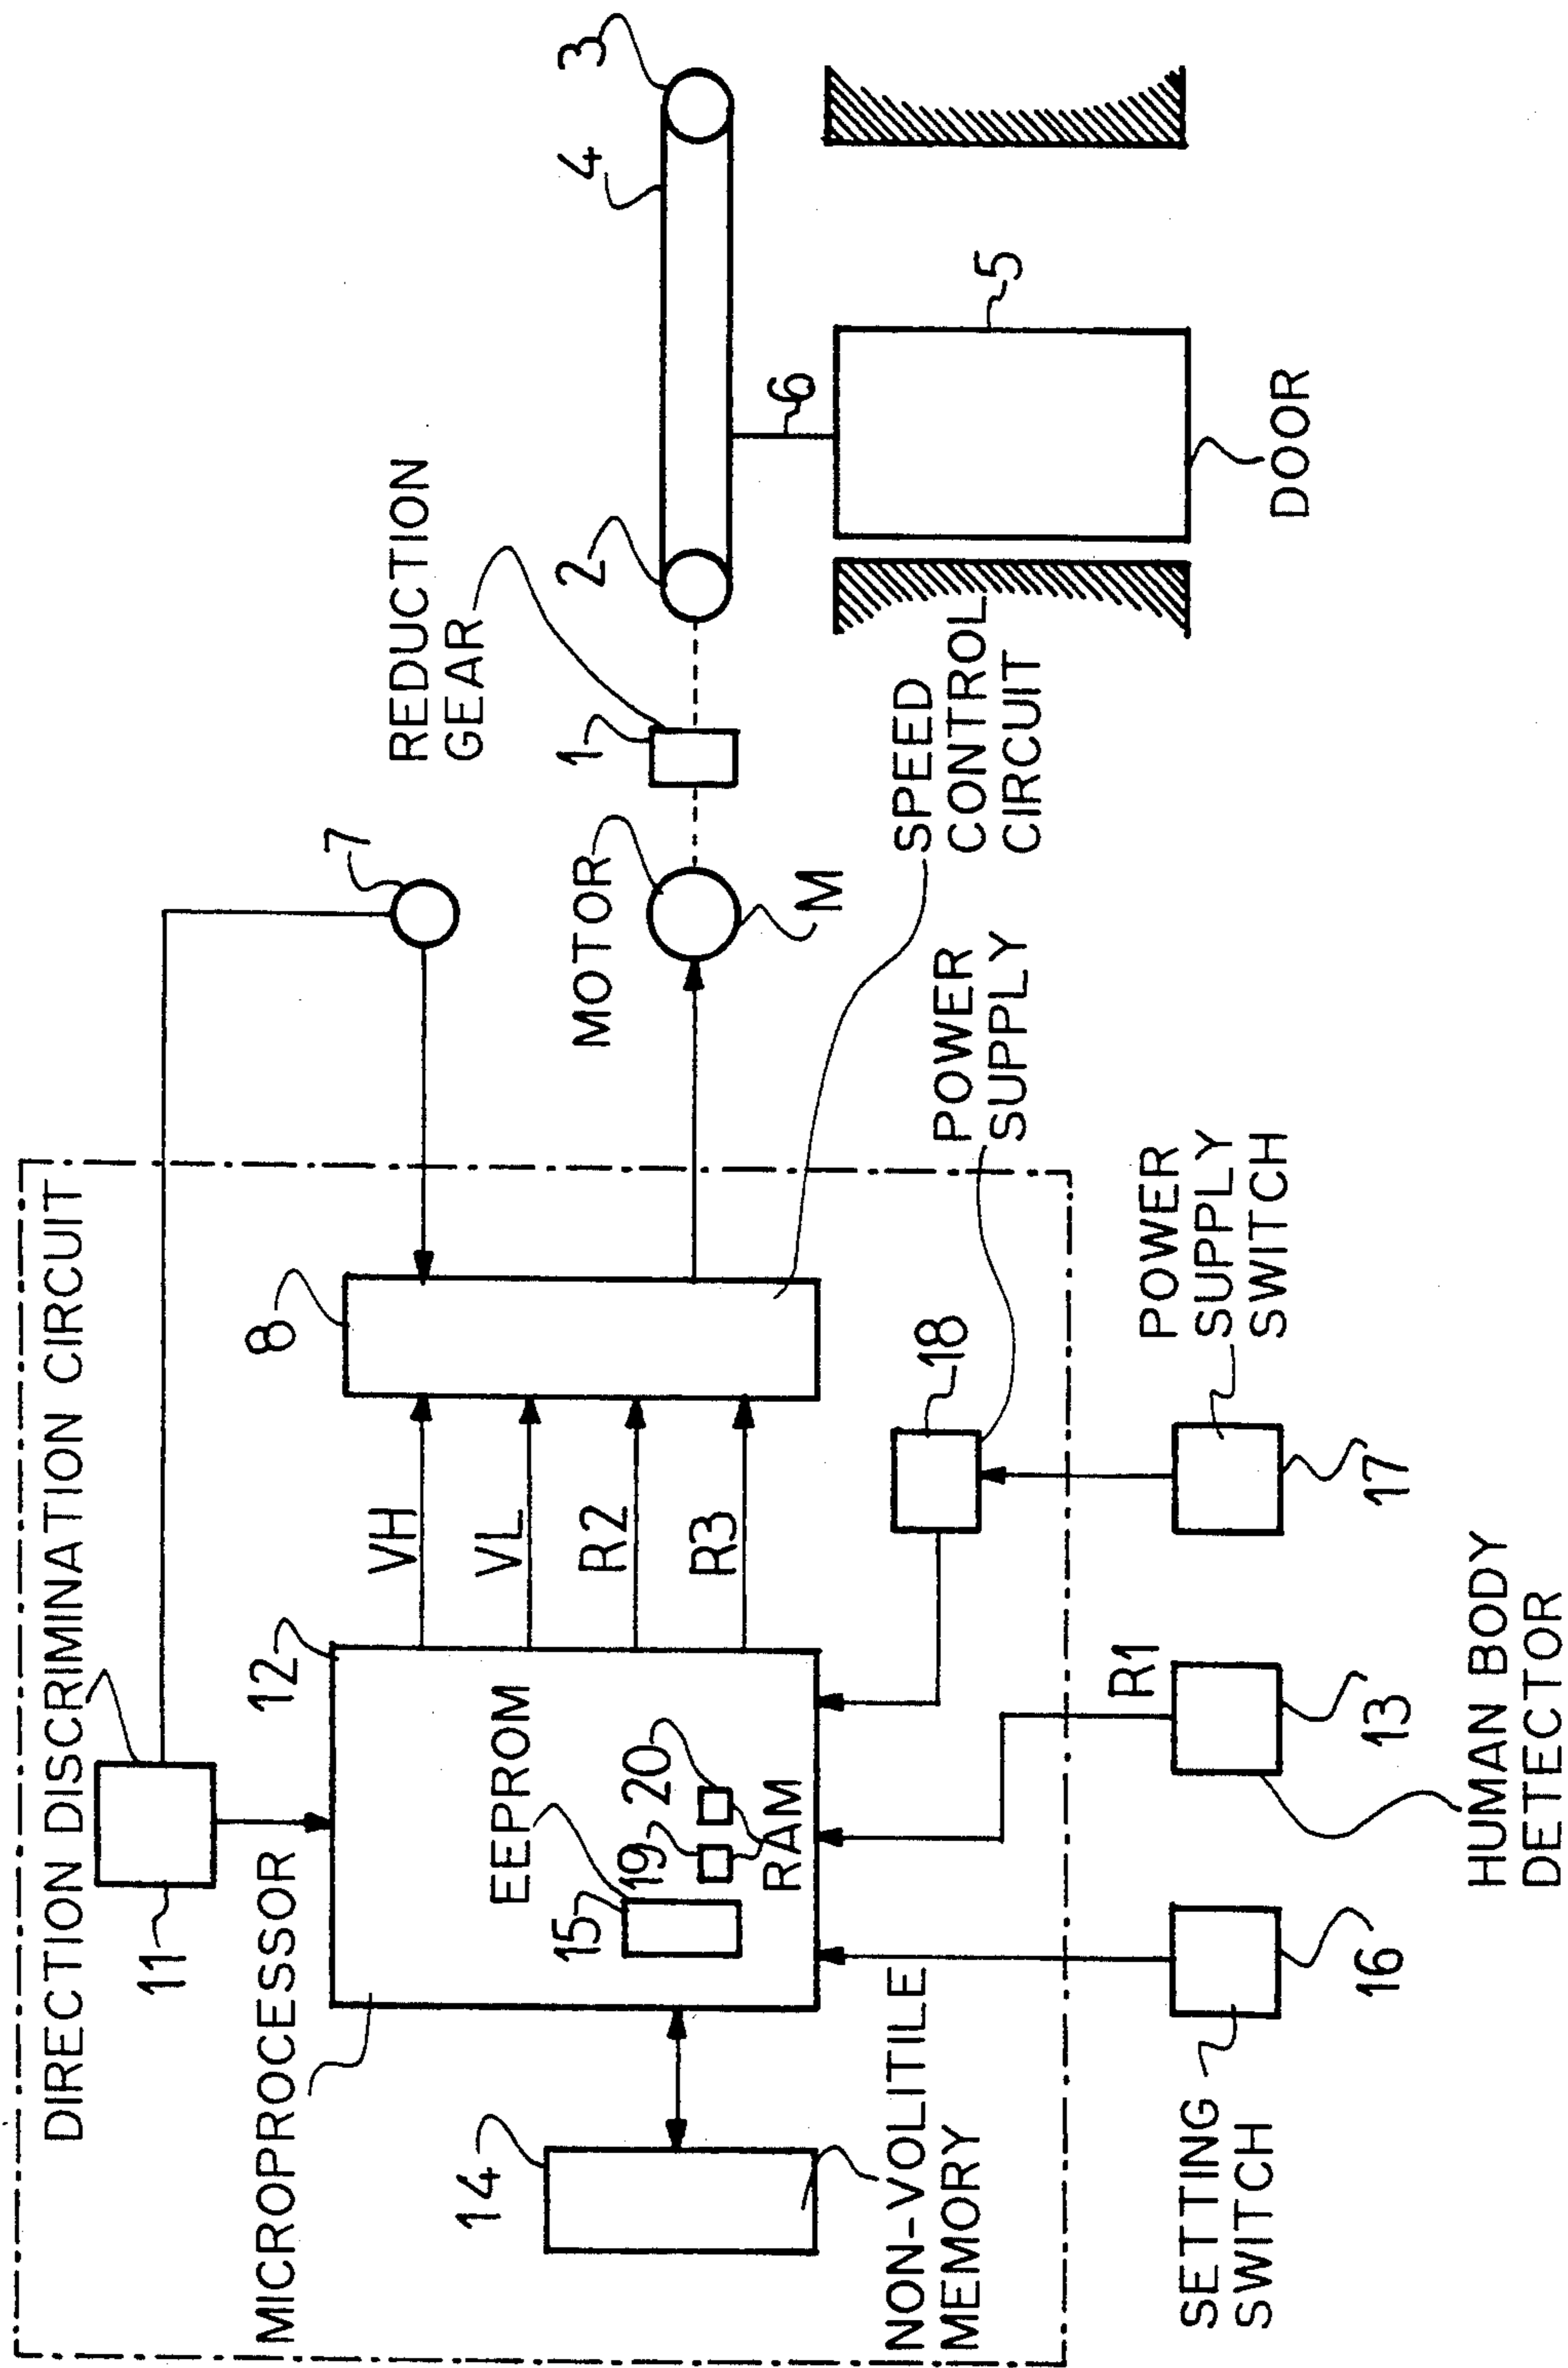 DIRECTION DISCRIMINATION CIRCUIT
11
7
MICROPROCESSOR
12
8
REDUCTION
GEAR
VH
VL
R2
R3
MOTOR
M
1
2
4
3
6
5
DOOR
EEPROM
15
19
20
RAM
14
NON-VOLITILE
MEMORY
18
POWER
SUPPLY
SPEED
CONTROL
CIRCUIT
SETTING
SWITCH
16
R1
13
HUMAN BODY
DETECTOR
17
POWER
SUPPLY
SWITCH